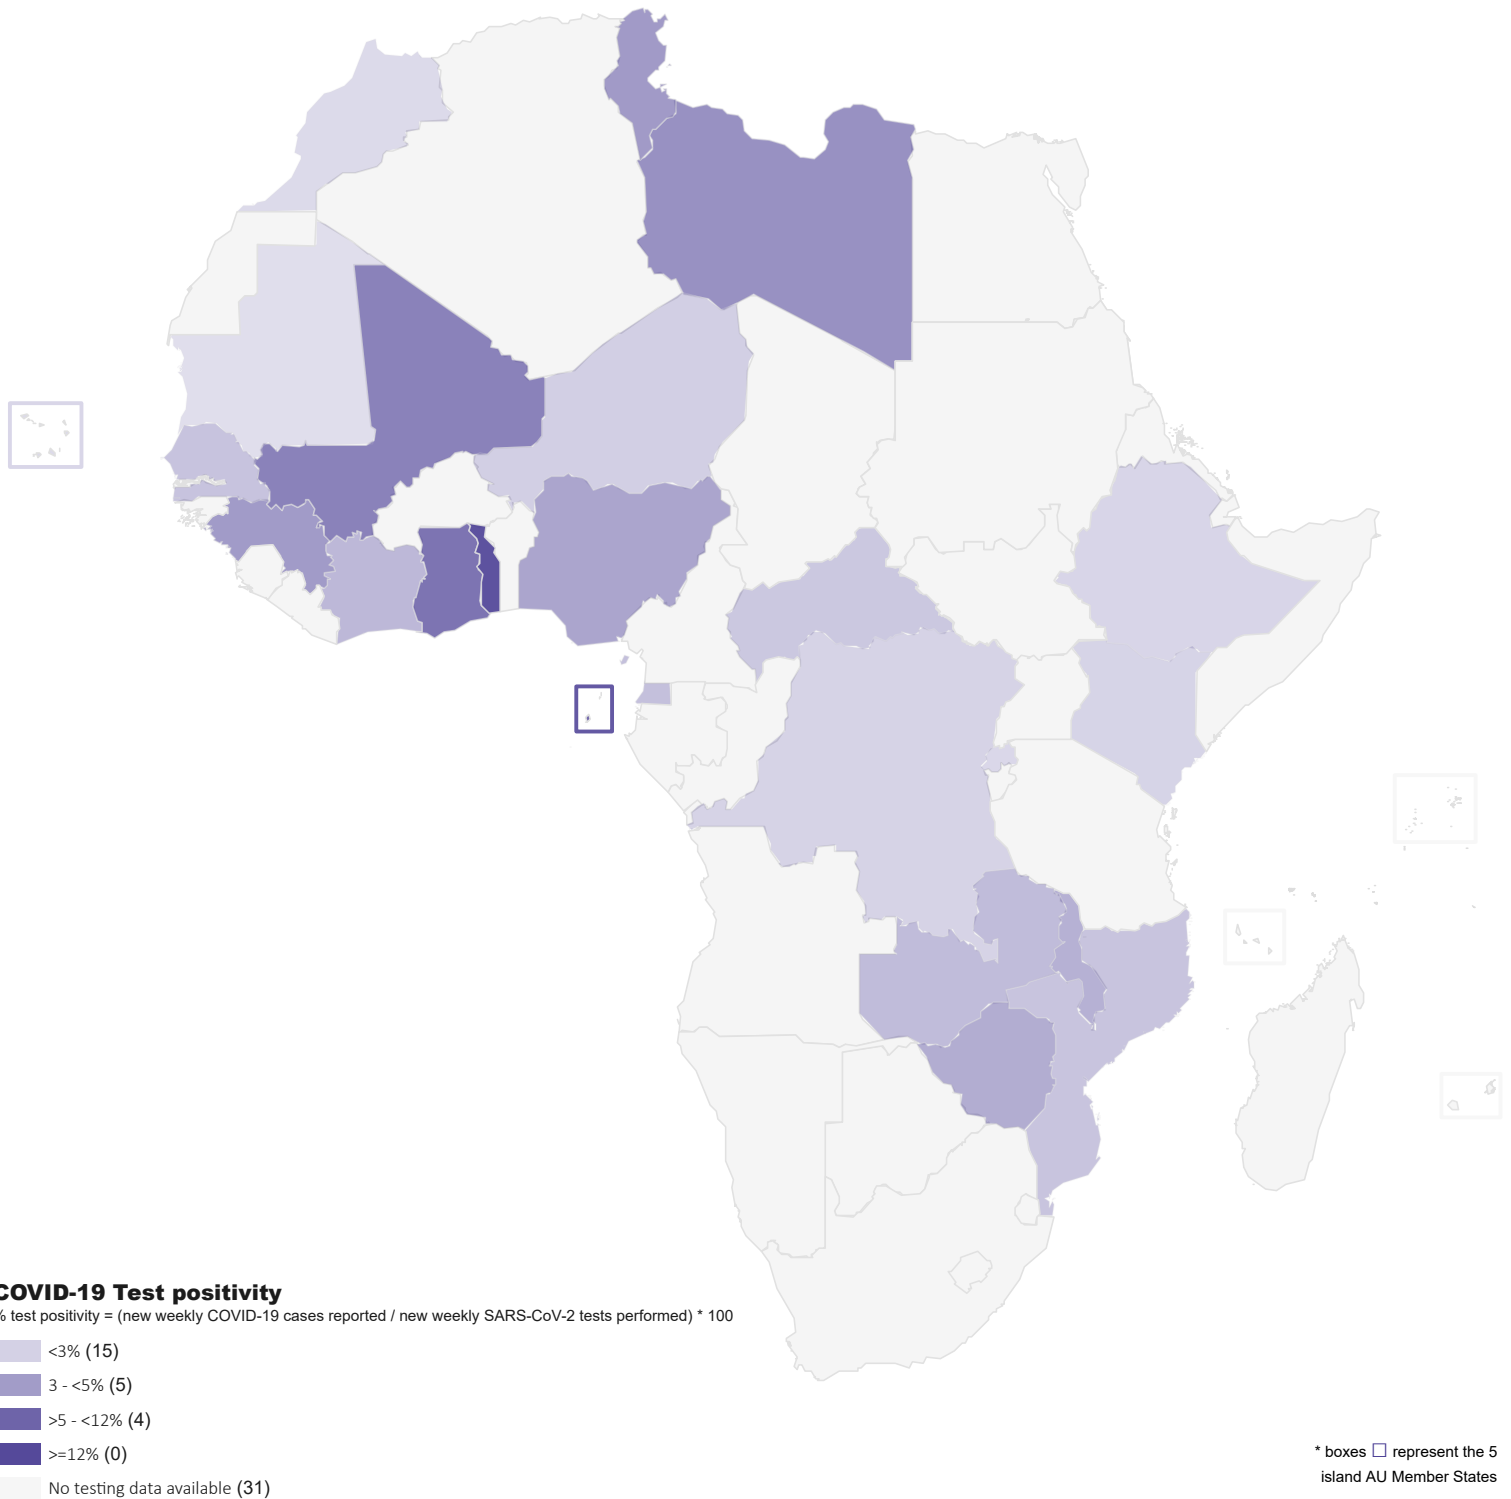 COVID-19 Test positivity
% test positivity = (new weekly COVID-19 cases reported / new weekly SARS-CoV-2 tests performed) * 100
<3% (15)
3 - <5% (5)
>5 - <12% (4)
>=12% (0)
No testing data available (31)
* boxes □ represent the 5
island AU Member States